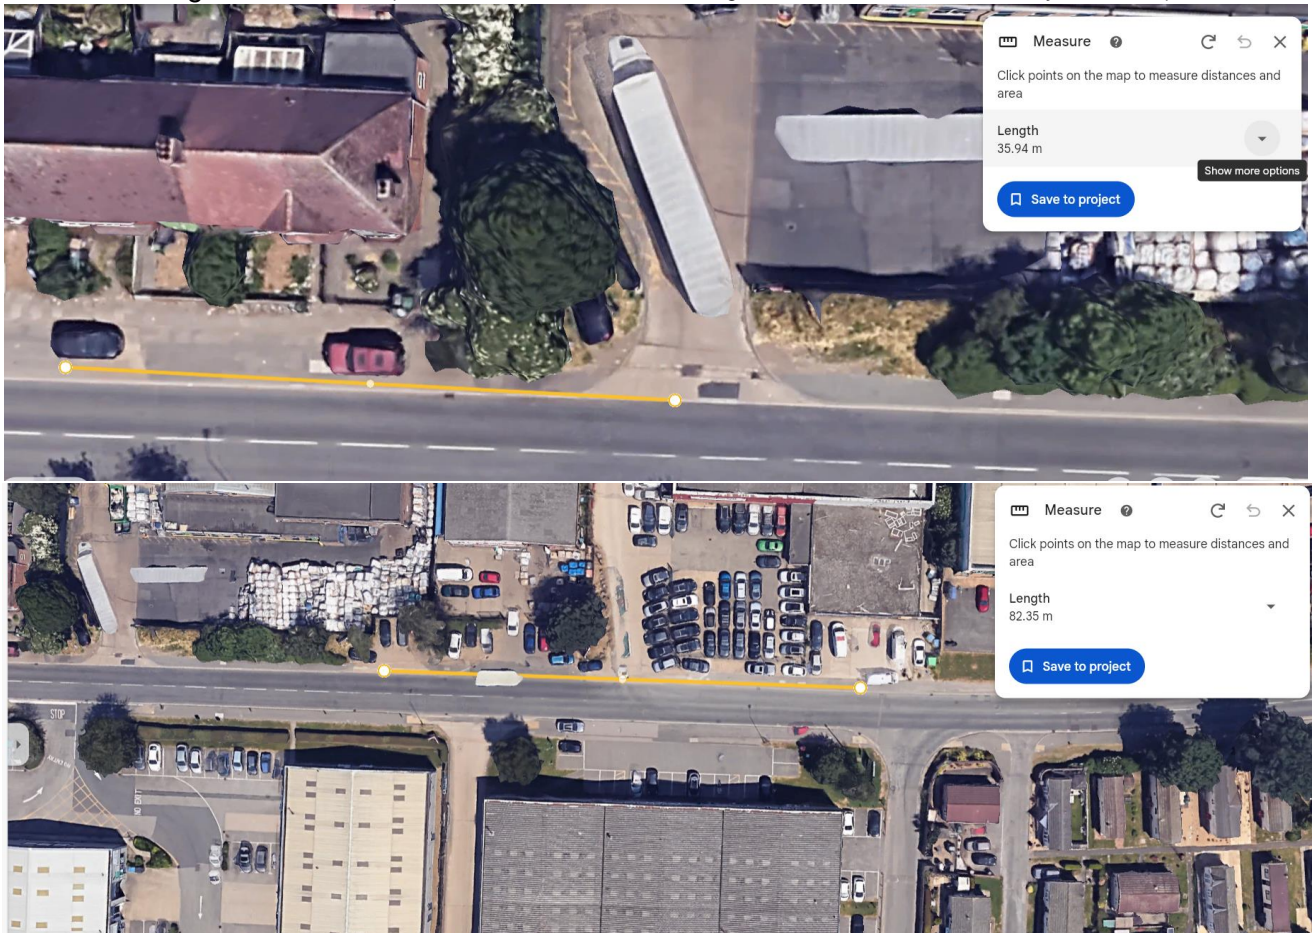 Measure
Click points on the map to measure distances and
area
Length
35.94 m
Show more options
Save to project
Measure
Click points on the map to measure distances and
area
Length
82.35 m
Save to project
STOP
NO EXIT